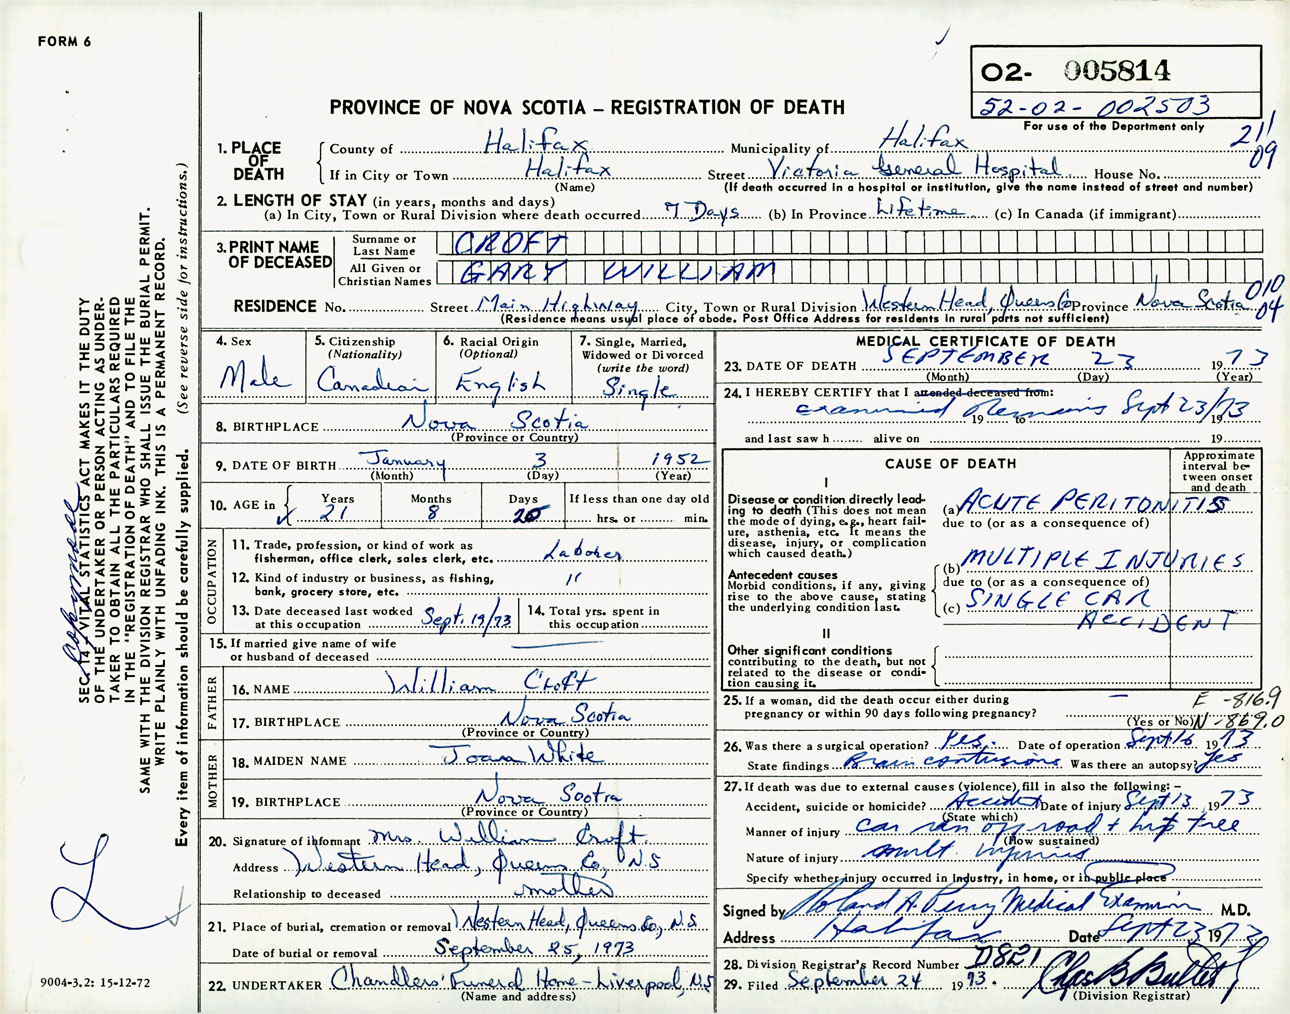 FORM 6
O2- 005814
52-02-002503
For use of the Department only
PROVINCE OF NOVA SCOTIA – REGISTRATION OF DEATH
21'
09
1. PLACE OF DEATH
County of Halifax Municipality of Halifax
If in City or Town Halifax Street Victoria General Hospital House No.
(Name) (If death occurred in a hospital or institution, give the name instead of street and number)
2. LENGTH OF STAY (in years, months and days)
(a) In City, Town or Rural Division where death occurred 7 Days (b) In Province Lifetime (c) In Canada (if immigrant)
3. PRINT NAME OF DECEASED
Surname or Last Name CROFT
All Given or Christian Names GARY WILLIAM
010
04
RESIDENCE No. Street Main Highway City, Town or Rural Division Western Head, Queens Co Province Nova Scotia
(Residence means usual place of abode. Post Office Address for residents in rural parts not sufficient)
4. Sex
Male
5. Citizenship
(Nationality)
Canadian
6. Racial Origin
(Optional)
English
7. Single, Married,
Widowed or Divorced
(write the word)
Single
8. BIRTHPLACE Nova Scotia
(Province or Country)
9. DATE OF BIRTH January 3 1952
(Month) (Day) (Year)
10. AGE in Years Months Days If less than one day old
21 8 20 hrs. or min.
OCCUPATION
11. Trade, profession, or kind of work as
fisherman, office clerk, sales clerk, etc. Laborer
12. Kind of industry or business, as fishing,
bank, grocery store, etc. "
13. Date deceased last worked
at this occupation Sept. 13/73
14. Total yrs. spent in
this occupation
15. If married give name of wife
or husband of deceased
FATHER
16. NAME William Croft
17. BIRTHPLACE Nova Scotia
(Province or Country)
MOTHER
18. MAIDEN NAME Joan White
19. BIRTHPLACE Nova Scotia
(Province or Country)
20. Signature of informant Mrs. William Croft.
Address Western Head, Queens Co, NS
Relationship to deceased mother
21. Place of burial, cremation or removal Western Head, Queens Co., NS
Date of burial or removal September 25, 1973
22. UNDERTAKER Chandlers' Funeral Home - Liverpool, NS
(Name and address)
MEDICAL CERTIFICATE OF DEATH
23. DATE OF DEATH SEPTEMBER 23 1973
(Month) (Day) (Year)
24. I HEREBY CERTIFY that I attended deceased from:
examined Remains Sept 23/73
19 to 19
and last saw h alive on 19
CAUSE OF DEATH
Approximate
interval be-
tween onset
and death
I
Disease or condition directly lead-
ing to death (This does not mean
the mode of dying, e.g., heart fail-
ure, asthenia, etc. It means the
disease, injury, or complication
which caused death.)
(a) ACUTE PERITONITIS
due to (or as a consequence of)
Antecedent causes
Morbid conditions, if any, giving
rise to the above cause, stating
the underlying condition last.
(b) MULTIPLE INJURIES
due to (or as a consequence of)
(c) SINGLE CAR
ACCIDENT
II
Other significant conditions
contributing to the death, but not
related to the disease or condi-
tion causing it.
25. If a woman, did the death occur either during
pregnancy or within 90 days following pregnancy? –
(Yes or No)
E -816.9
N -869.0
26. Was there a surgical operation? Yes. Date of operation Sept 16 1973
State findings Brain contusions Was there an autopsy? Yes
27. If death was due to external causes (violence), fill in also the following: –
Accident, suicide or homicide? Accident Date of injury Sept 13 1973
(State which)
Manner of injury car ran off road + hit tree
(How sustained)
Nature of injury mult. injuries
Specify whether injury occurred in industry, in home, or in public place
Signed by Roland A. Perry Medical Examiner M.D.
Address Halifax Date Sept 23, 1973
28. Division Registrar's Record Number D821
29. Filed September 24 1973.
(Division Registrar)
SEC. 14 - VITAL STATISTICS ACT MAKES IT THE DUTY
OF THE UNDERTAKER OR PERSON ACTING AS UNDER-
TAKER TO OBTAIN ALL THE PARTICULARS REQUIRED
IN THE "REGISTRATION OF DEATH" AND TO FILE THE
SAME WITH THE DIVISION REGISTRAR WHO SHALL ISSUE THE BURIAL PERMIT.
WRITE PLAINLY WITH UNFADING INK. THIS IS A PERMANENT RECORD.
Every item of information should be carefully supplied. (See reverse side for instructions.)
9004-3.2: 15-12-72